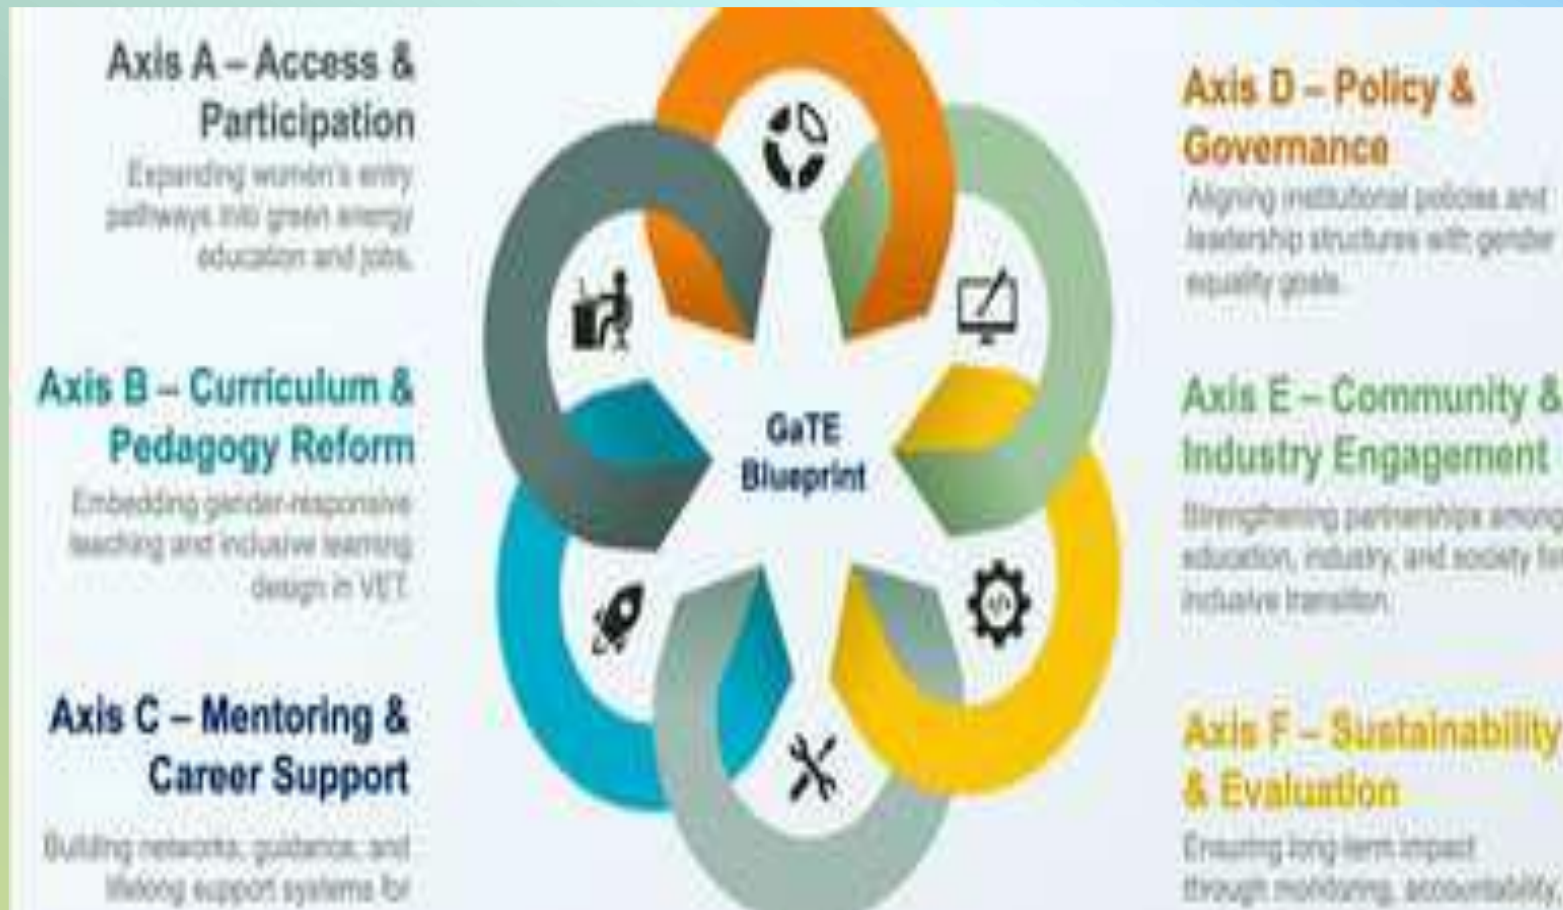 Axis A – Access &
Participation
Expanding women's entry
pathways into green energy
education and jobs.
Axis B – Curriculum &
Pedagogy Reform
Embedding gender-responsive
teaching and inclusive learning
design in VET.
Axis C – Mentoring &
Career Support
Building networks, guidance, and
lifelong support systems for
GaTE
Blueprint
Axis D – Policy &
Governance
Aligning institutional policies and
leadership structures with gender
equality goals.
Axis E – Community &
Industry Engagement
Strengthening partnerships among
education, industry, and society for
inclusive transition.
Axis F – Sustainability
& Evaluation
Ensuring long-term impact
through monitoring, accountability,